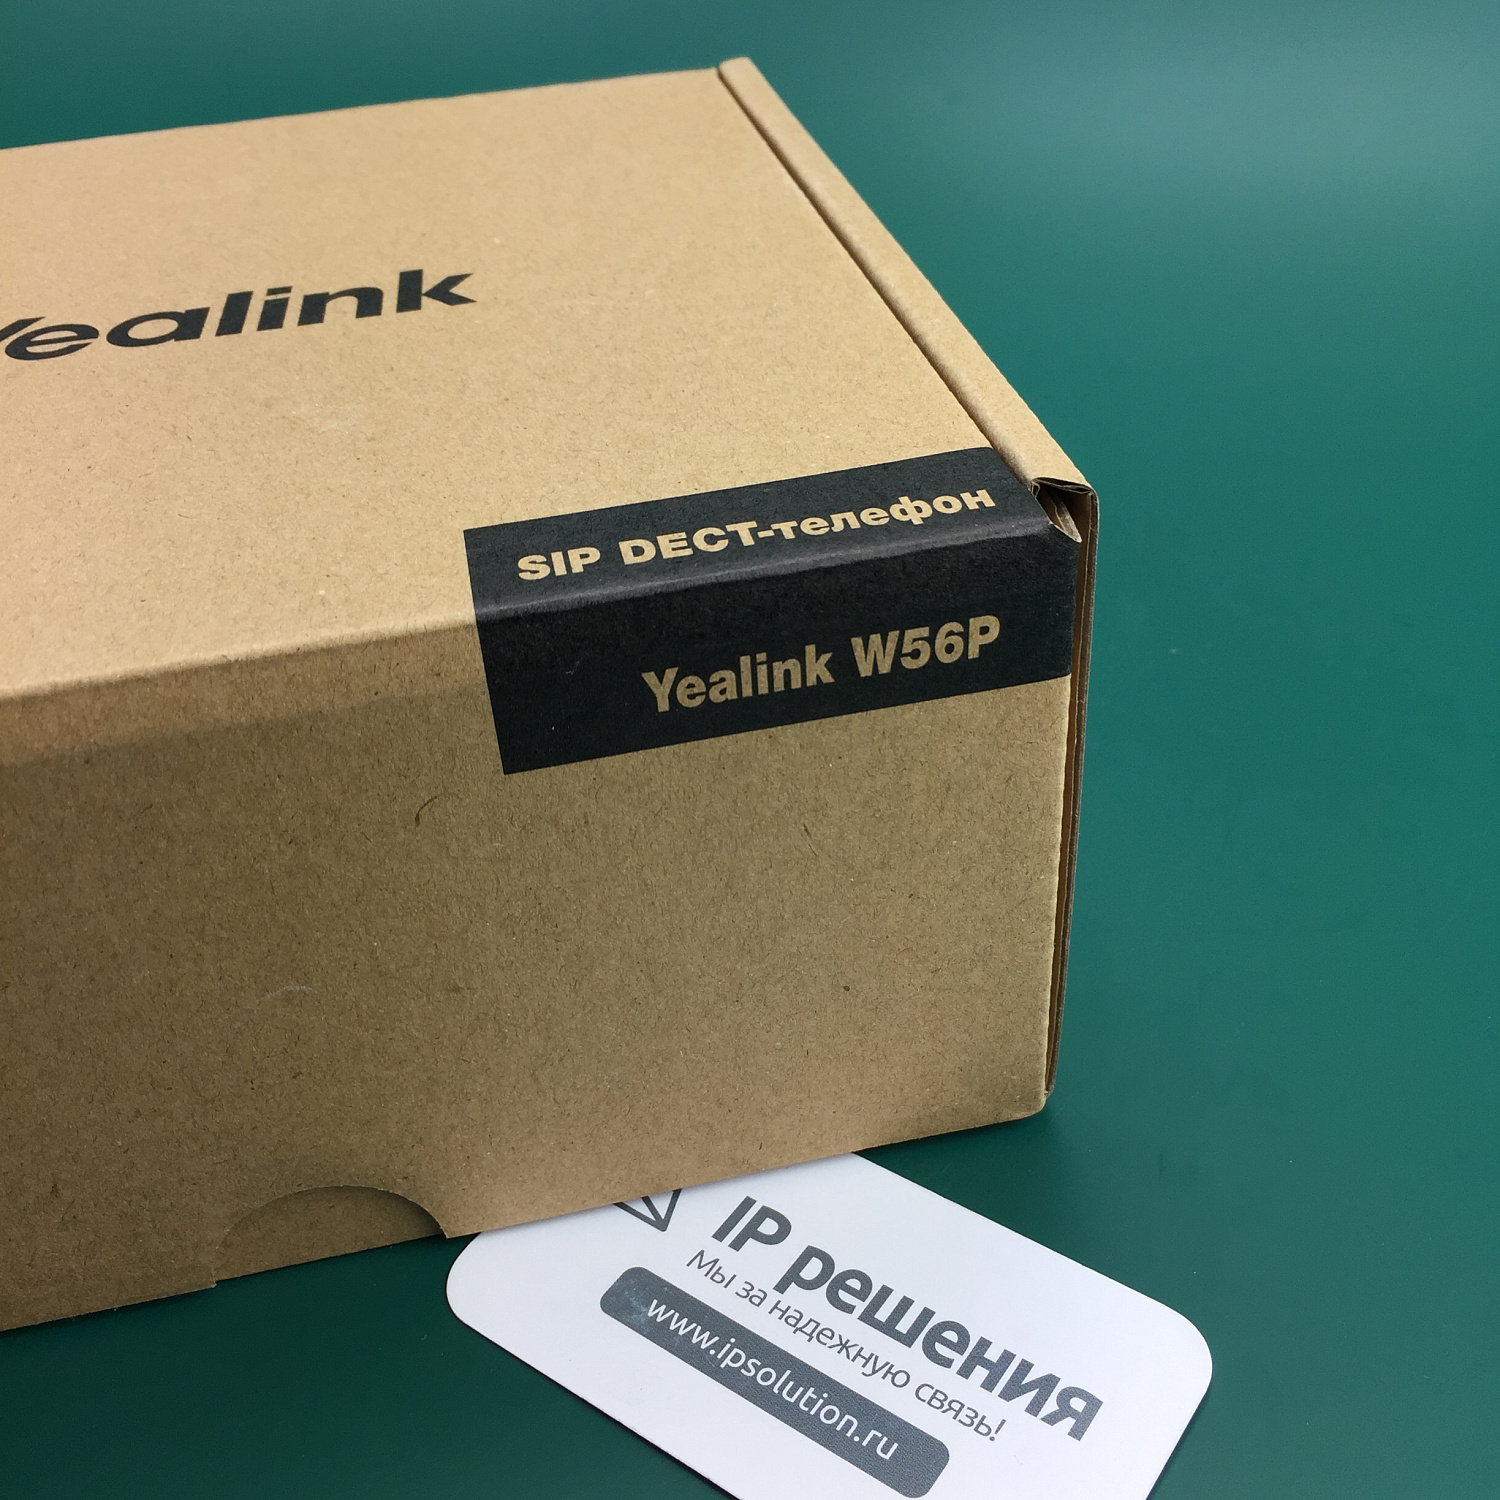 Yealink
SIP DECT-телефон
Yealink W56P
IP решения
Мы за надежную связь!
www.ipsolution.ru